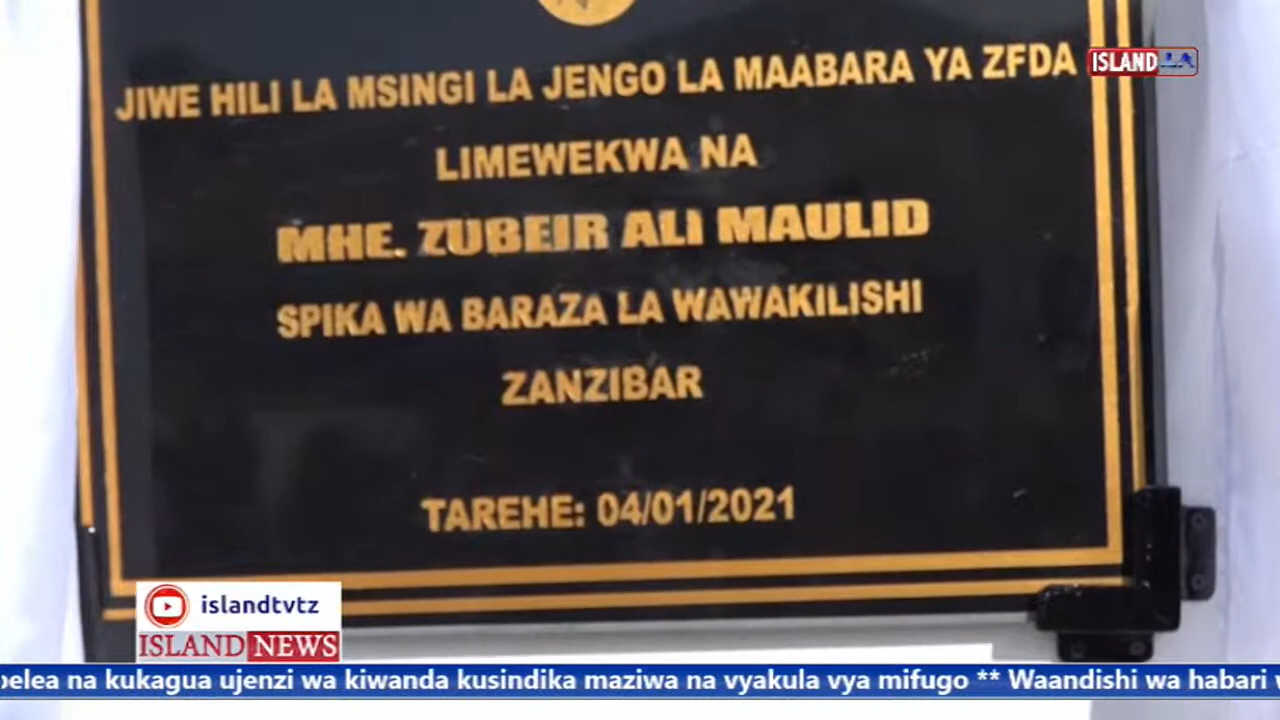 JIWE HILI LA MSINGI LA JENGO LA MAABARA YA ZFDA
ISLAND
LIMEWEKWA NA
MHE. ZUBEIR ALI MAULID
SPIKA WA BARAZA LA WAWAKILISHI
ZANZIBAR
TAREHE: 04/01/2021
islandtvtz
ISLAND NEWS
na kukagua ujenzi wa kiwanda kusindika maziwa na vyakula vya mifugo ** Waandishi wa habari